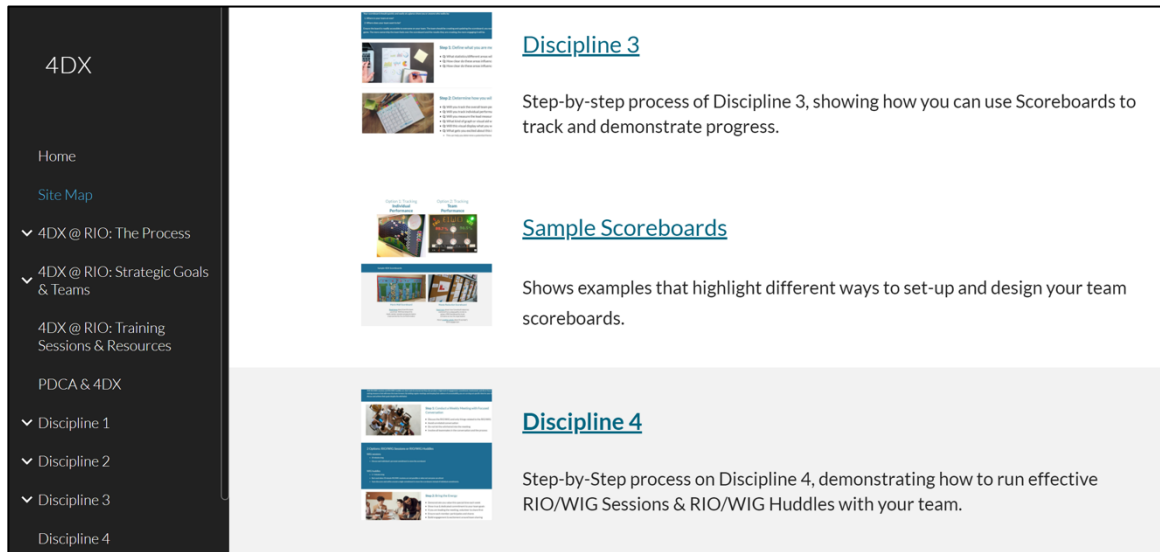 4DX
Home
Site Map
4DX @ RIO: The Process
4DX @ RIO: Strategic Goals
& Teams
4DX @ RIO: Training
Sessions & Resources
PDCA & 4DX
Discipline 1
Discipline 2
Discipline 3
Discipline 4
Discipline 3
Step-by-step process of Discipline 3, showing how you can use Scoreboards to
track and demonstrate progress.
Individual
Performance
Team
Performance
Sample Scoreboards
Shows examples that highlight different ways to set-up and design your team
scoreboards.
Discipline 4
Step-by-Step process on Discipline 4, demonstrating how to run effective
RIO/WIG Sessions & RIO/WIG Huddles with your team.